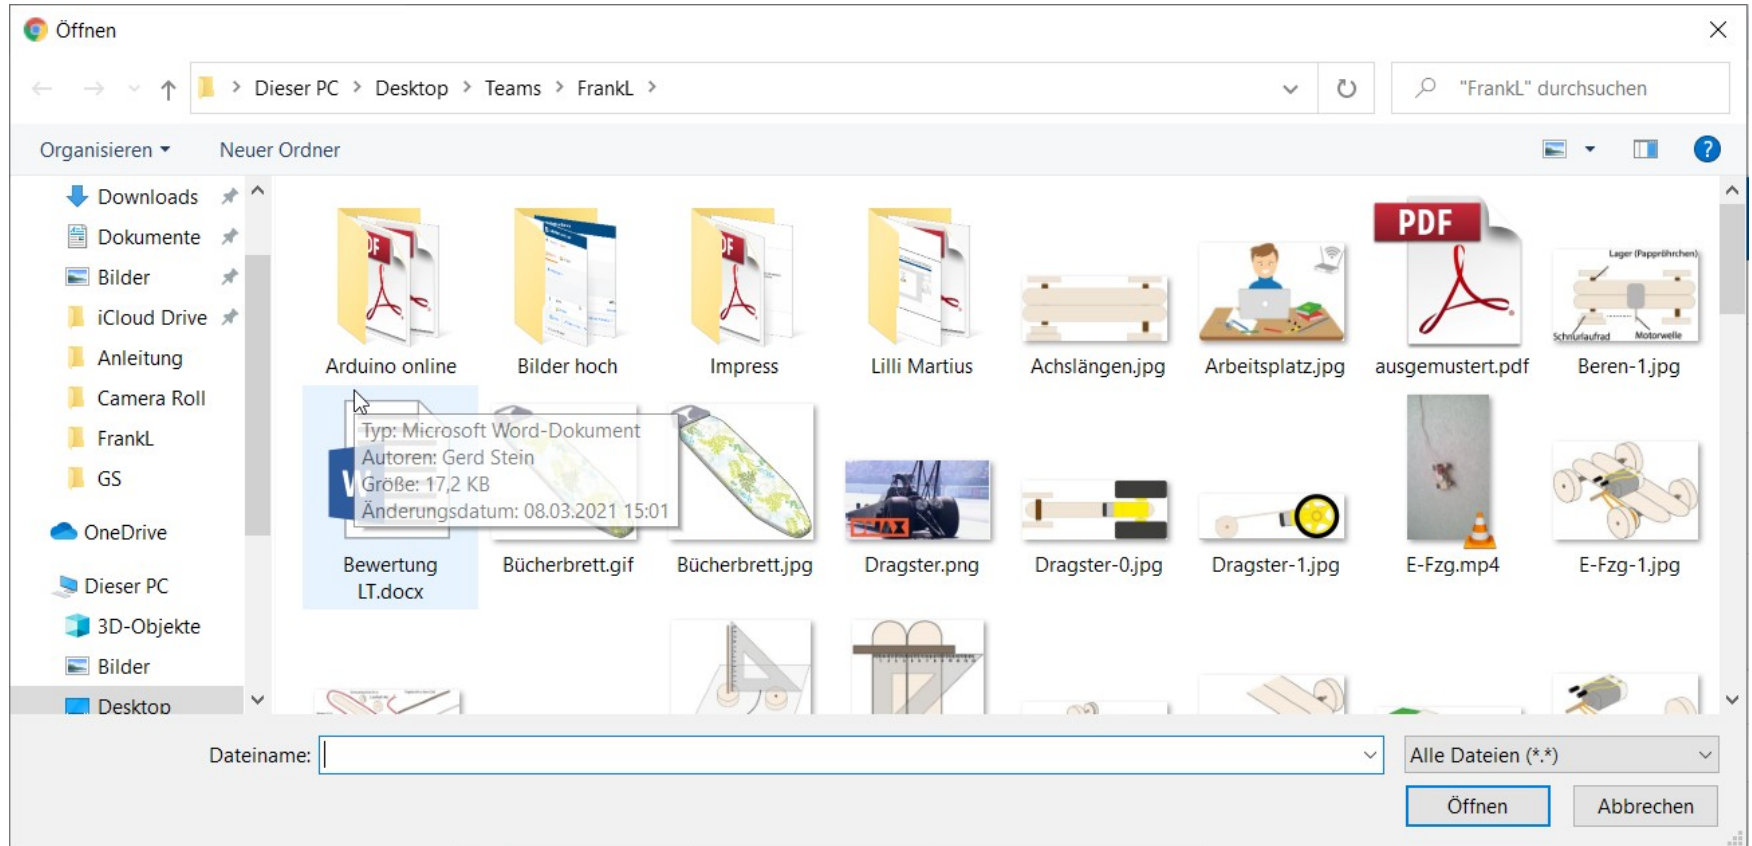 Öffnen
Dieser PC > Desktop > Teams > FrankL >
"FrankL" durchsuchen
Organisieren
Neuer Ordner
Downloads
Dokumente
Bilder
iCloud Drive
Anleitung
Camera Roll
FrankL
GS
OneDrive
Dieser PC
3D-Objekte
Bilder
Desktop
PDF
Lager (Pappröhrchen)
Schnurlaufrad
Motorwelle
Arduino online
Bilder hoch
Impress
Lilli Martius
Achslängen.jpg
Arbeitsplatz.jpg
ausgemustert.pdf
Beren-1.jpg
W
Typ: Microsoft Word-Dokument
Autoren: Gerd Stein
Größe: 17,2 KB
Änderungsdatum: 08.03.2021 15:01
Bewertung
LT.docx
Bücherbrett.gif
Bücherbrett.jpg
Dragster.png
Dragster-0.jpg
Dragster-1.jpg
E-Fzg.mp4
E-Fzg-1.jpg
Dateiname:
Alle Dateien (*.*)
Öffnen
Abbrechen